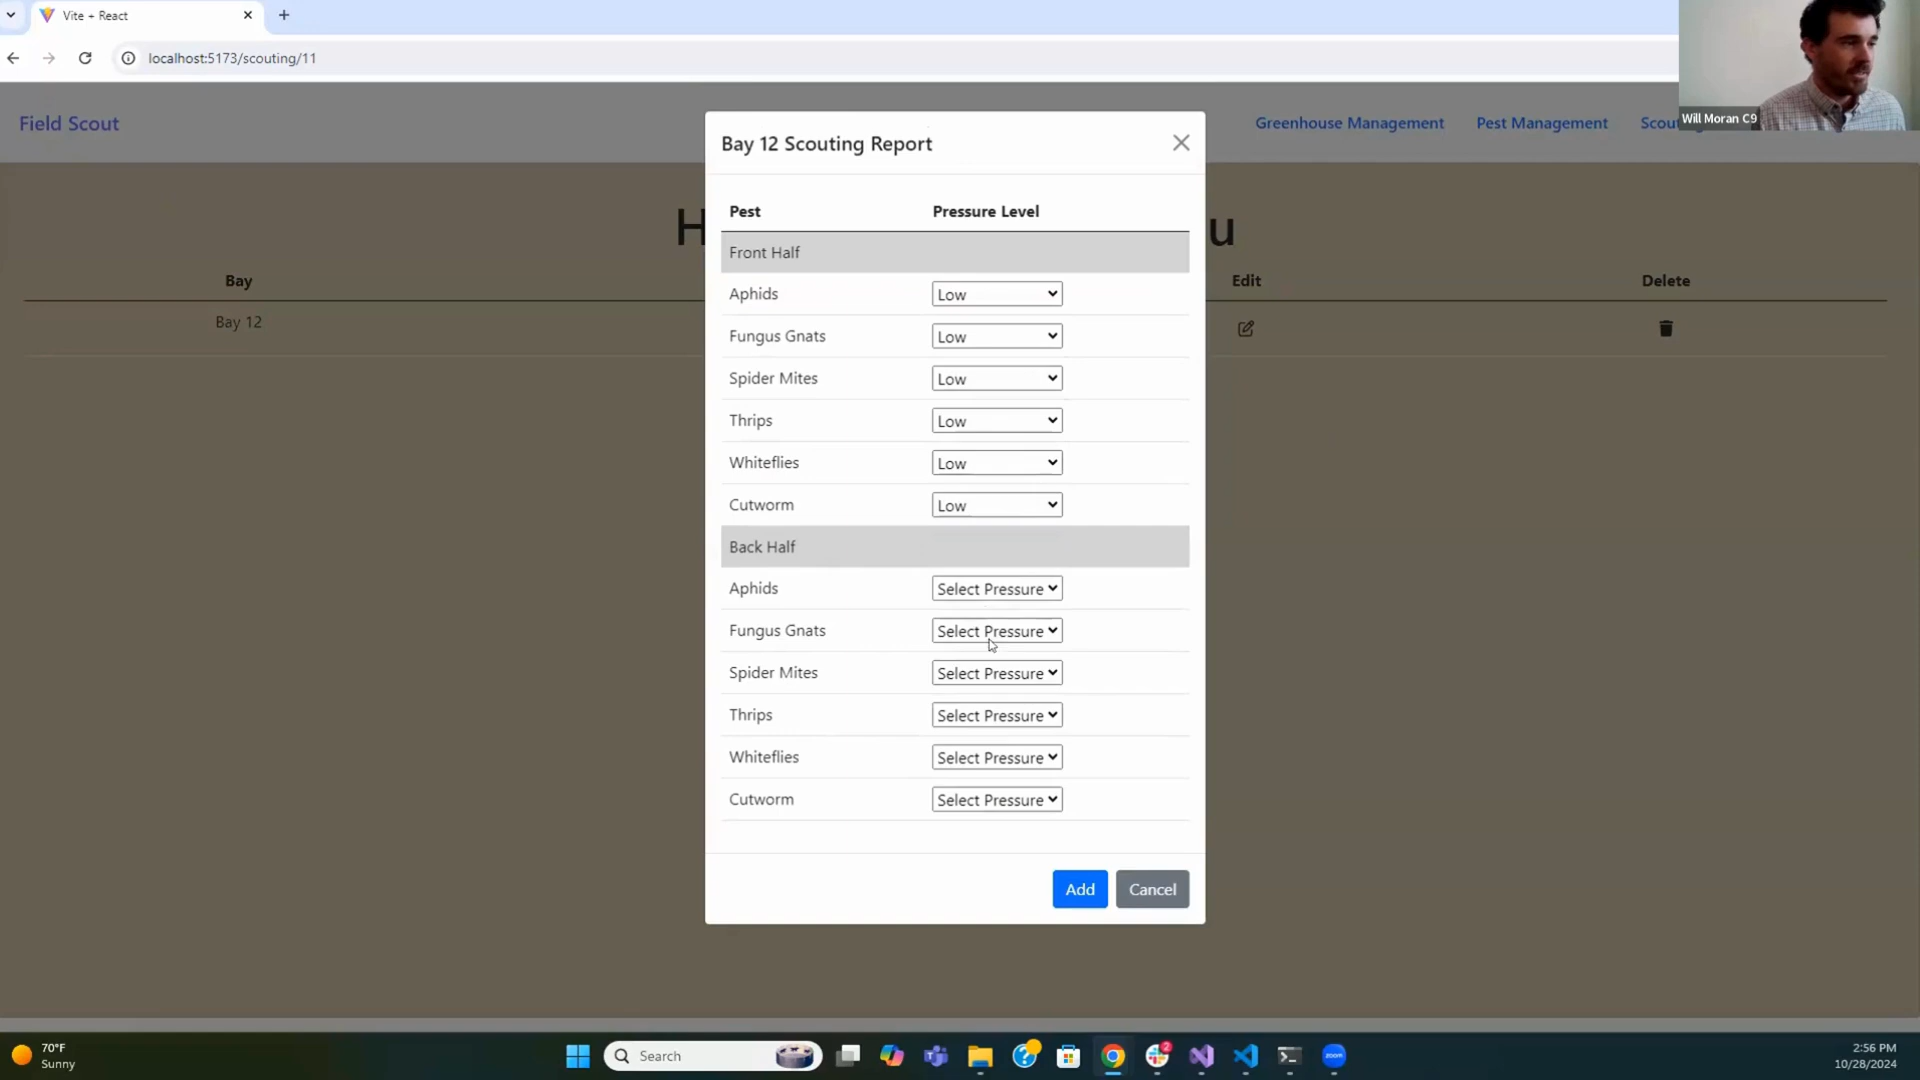 Vite + React
localhost:5173/scouting/11
Will Moran C9
Field Scout
Greenhouse Management
Pest Management
Bay 12 Scouting Report
Pest Pressure Level
Front Half
Aphids Low
Fungus Gnats Low
Spider Mites Low
Thrips Low
Whiteflies Low
Cutworm Low
Back Half
Aphids Select Pressure
Fungus Gnats Select Pressure
Spider Mites Select Pressure
Thrips Select Pressure
Whiteflies Select Pressure
Cutworm Select Pressure
Add Cancel
Bay
Edit
Delete
Bay 12
70°F
Sunny
Search
2
zoom
2:56 PM
10/28/2024